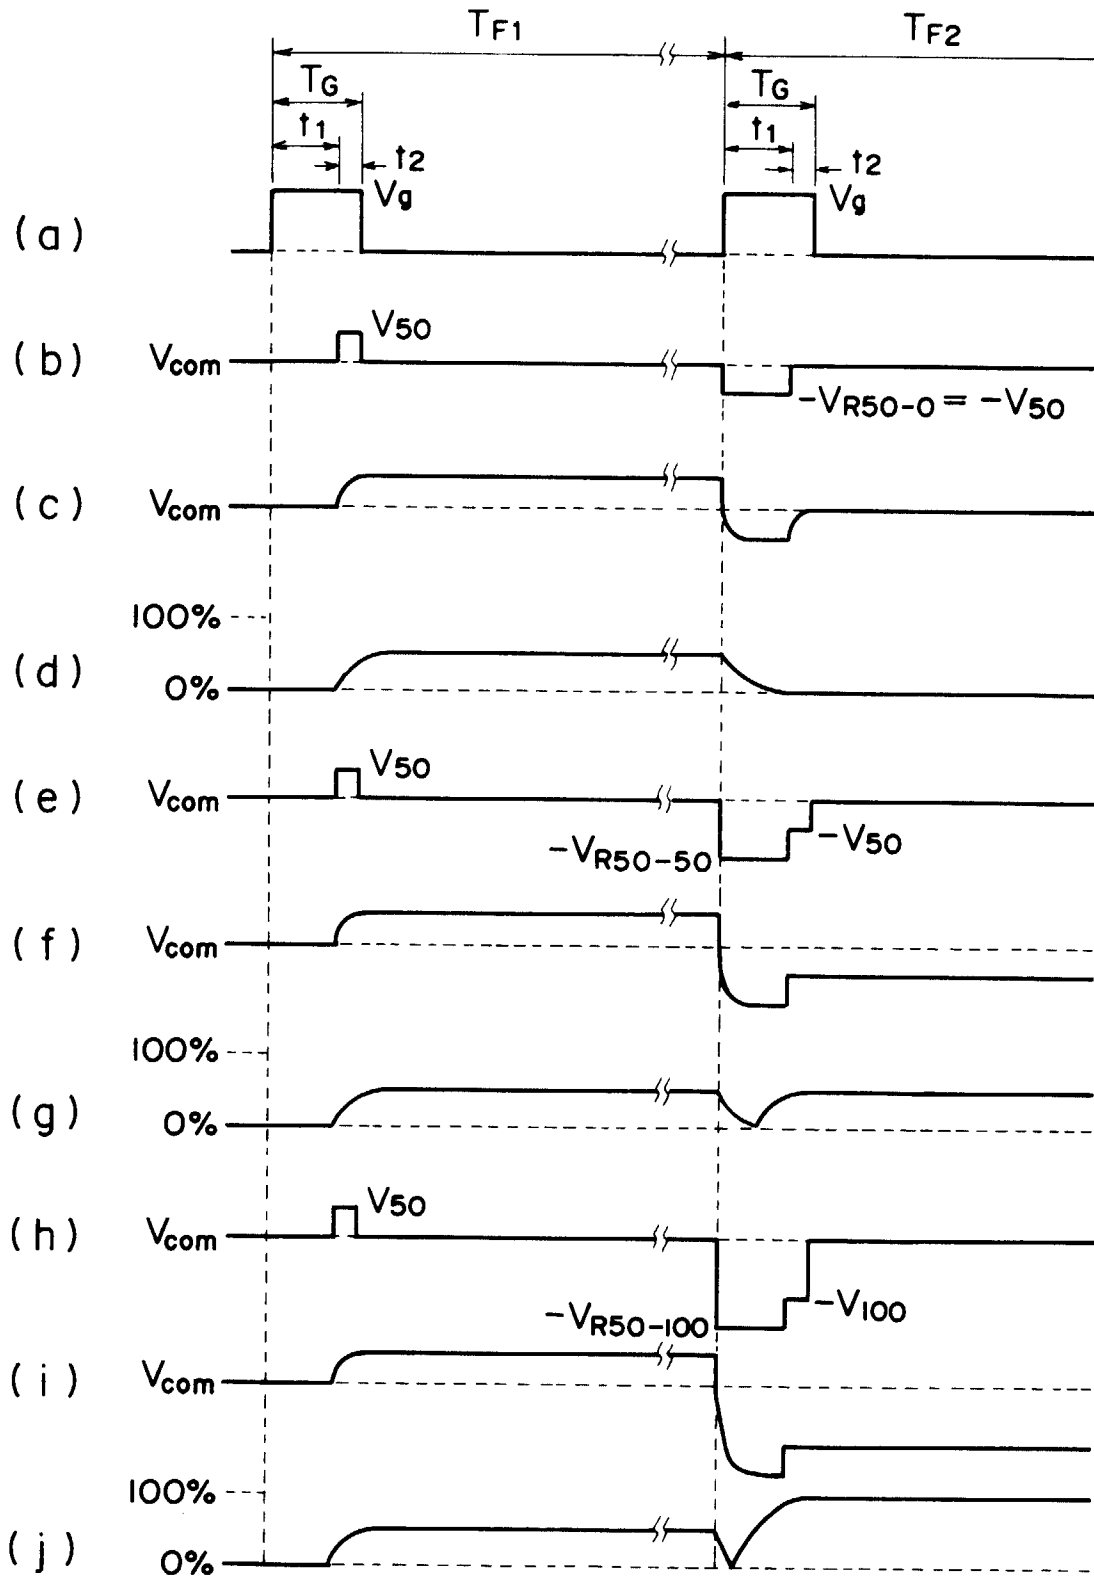 TF1 TF2
TG TG
t1 t1
t2 t2
(a) Vg Vg
(b) Vcom V50 -VR50-0 = -V50
(c) Vcom
100%
(d) 0%
(e) Vcom V50 -VR50-50 -V50
(f) Vcom
100%
(g) 0%
(h) Vcom V50 -VR50-100 -V100
(i) Vcom
100%
(j) 0%